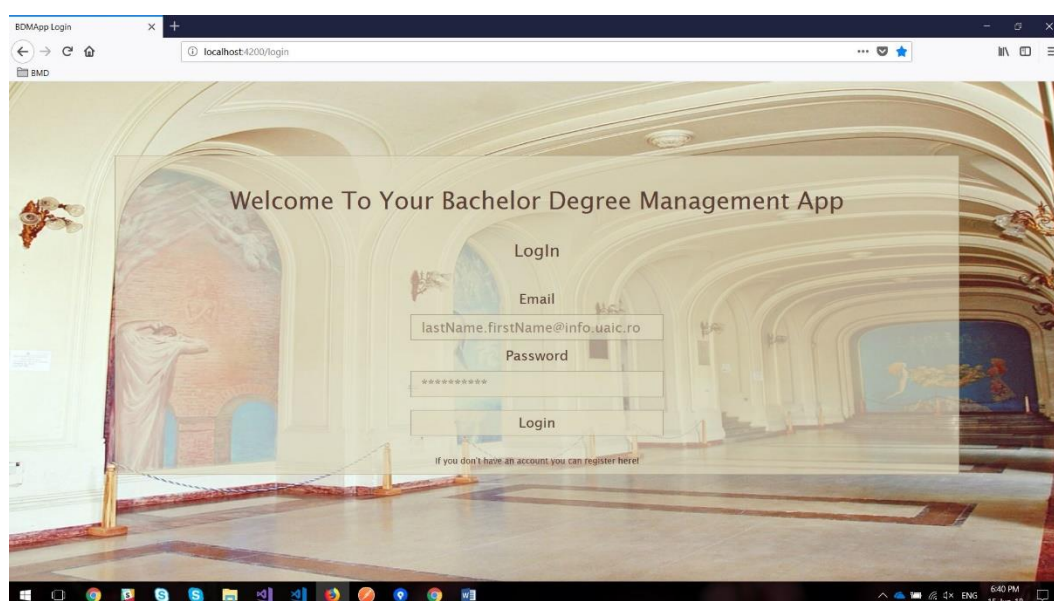 BDMApp Login
localhost:4200/login
BMD
Welcome To Your Bachelor Degree Management App
LogIn
Email
lastName.firstName@info.uaic.ro
Password
**********
Login
If you don't have an account you can register here!
ENG
6:40 PM